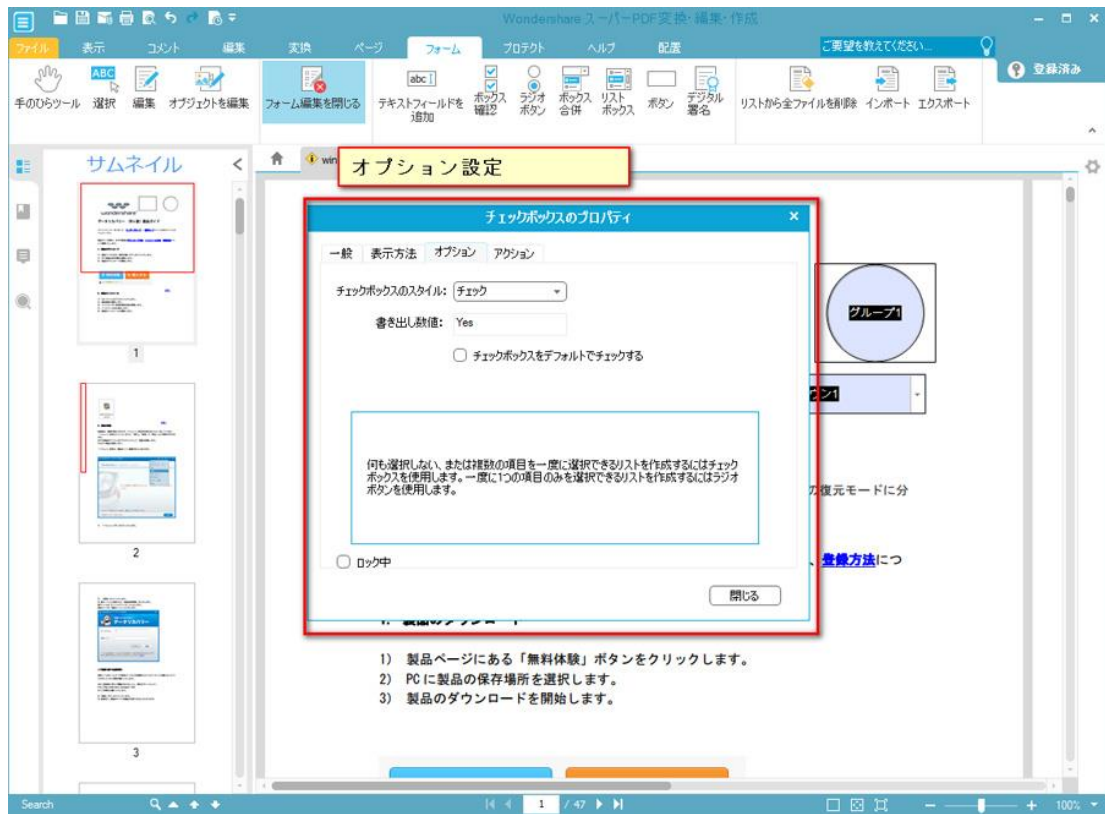 Wondershare スーパーPDF変換・編集・作成
ファイル 表示 コメント 編集 変換 ページ フォーム プロテクト ヘルプ 配置 ご要望を教えてください...
登録済み
手のひらツール 選択 編集 オブジェクトを編集 フォーム編集を閉じる テキストフィールドを追加 ボックス確認 ラジオボタン ボックス合併 リストボックス ボタン デジタル署名 リストから全ファイルを削除 インポート エクスポート
サムネイル
win
オプション設定
チェックボックスのプロパティ
一般 表示方法 オプション アクション
チェックボックスのスタイル: チェック
書き出し数値: Yes
チェックボックスをデフォルトでチェックする
何も選択しない、または複数の項目を一度に選択できるリストを作成するにはチェック
ボックスを使用します。一度に1つの項目のみを選択できるリストを作成するにはラジオ
ボタンを使用します。
ロック中
閉じる
グループ1
ウン1
の復元モードに分
、登録方法につ
1. 製品のダウンロード
1) 製品ページにある「無料体験」ボタンをクリックします。
2) PCに製品の保存場所を選択します。
3) 製品のダウンロードを開始します。
wondershare
1
2
3
Search
1 / 47
100%